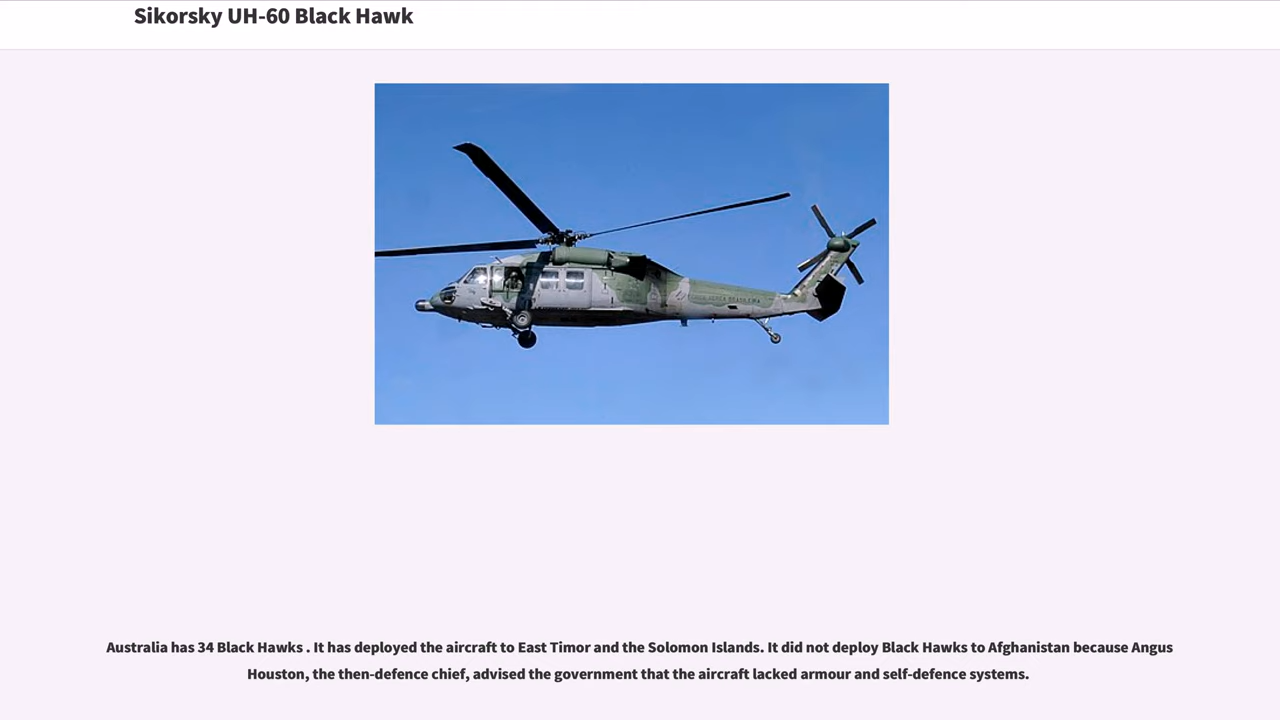 Sikorsky UH-60 Black Hawk
Australia has 34 Black Hawks . It has deployed the aircraft to East Timor and the Solomon Islands. It did not deploy Black Hawks to Afghanistan because Angus
Houston, the then-defence chief, advised the government that the aircraft lacked armour and self-defence systems.